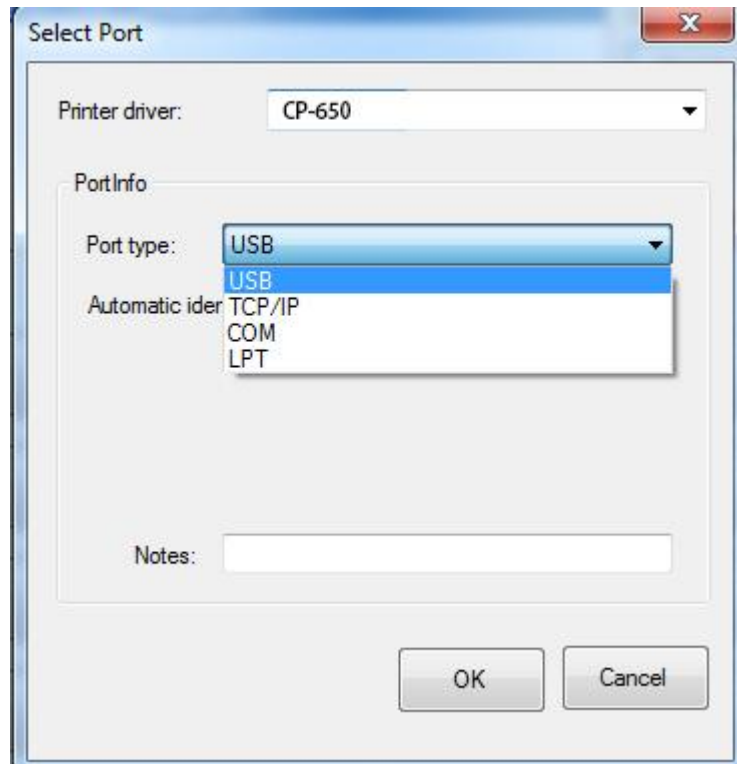 Select Port
Printer driver: CP-650
PortInfo
Port type: USB
USB
Automatic ider TCP/IP
COM
LPT
Notes:
OK Cancel